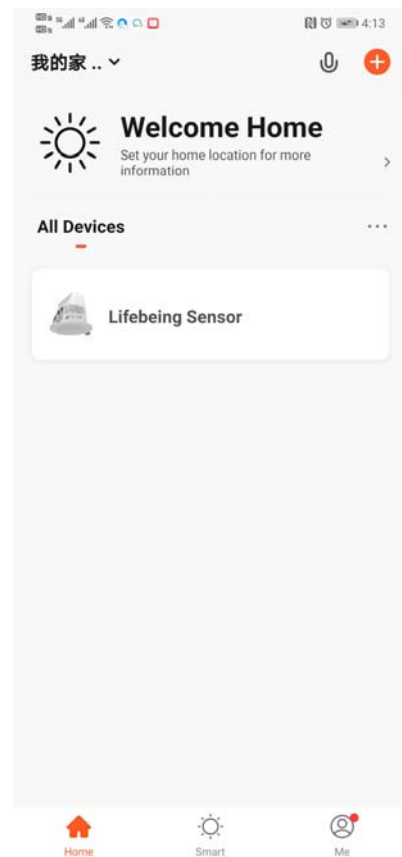 4:13
我的家 ..
Welcome Home
Set your home location for more
information
All Devices
Lifebeing Sensor
Home
Smart
Me